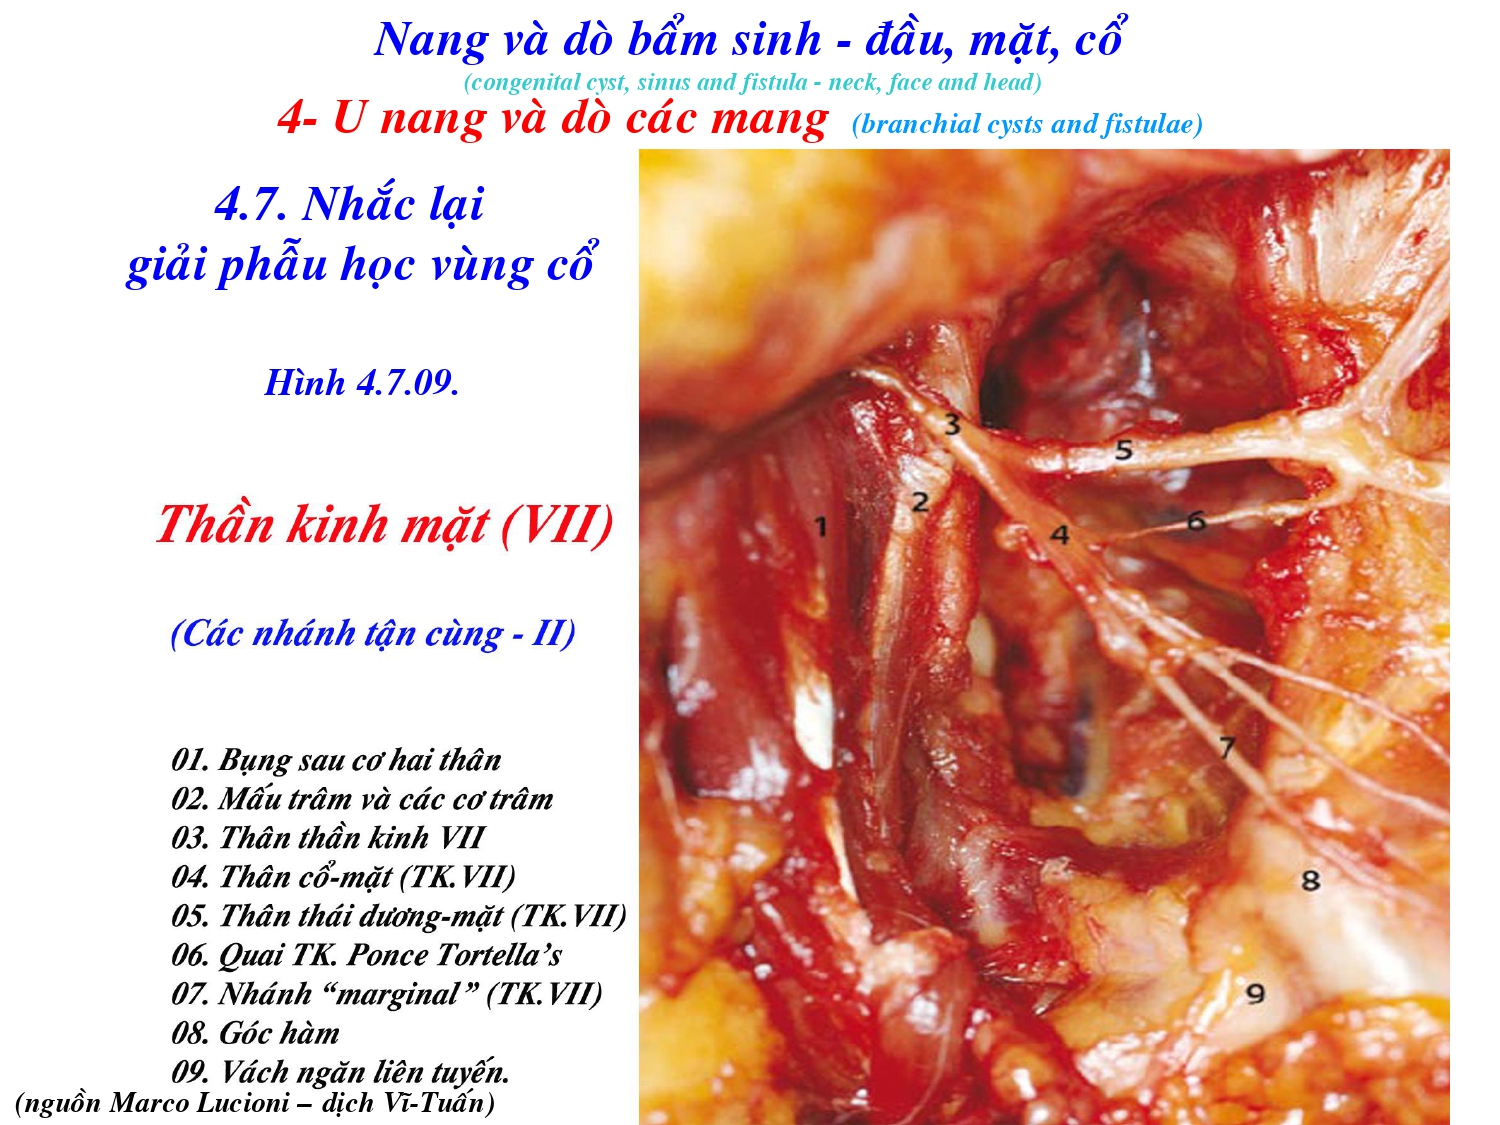 Nang và dò bẩm sinh - đầu, mặt, cổ
(congenital cyst, sinus and fistula - neck, face and head)
4- U nang và dò các mang (branchial cysts and fistulae)
4.7. Nhắc lại
giải phẫu học vùng cổ
Hình 4.7.09.
Thần kinh mặt (VII)
(Các nhánh tận cùng - II)
01. Bụng sau cơ hai thân
02. Mấu trâm và các cơ trâm
03. Thân thần kinh VII
04. Thân cổ-mặt (TK.VII)
05. Thân thái dương-mặt (TK.VII)
06. Quai TK. Ponce Tortella’s
07. Nhánh “marginal” (TK.VII)
08. Góc hàm
09. Vách ngăn liên tuyến.
(nguồn Marco Lucioni – dịch Vĩ-Tuấn)
3
5
2
1
6
4
7
8
9